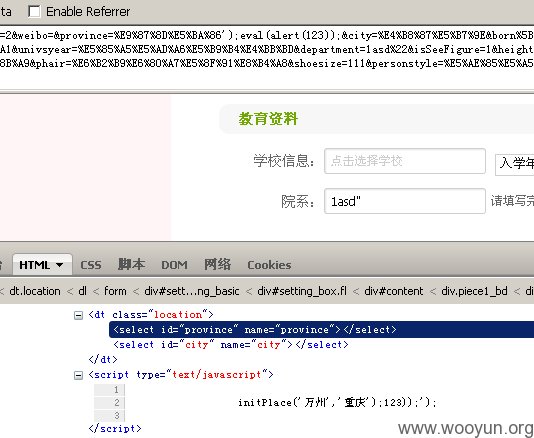 ta Enable Referrer
=2&weibo=&province=%E9%87%8D%E5%BA%86');eval(alert(123));&city=%E4%B8%87%E5%B7%9E&born%5B
A1&univsyear=%E5%85%A5%E5%AD%A6%E5%B9%B4%E4%BB%BD&department=1asd%22&isSeeFigure=1&height
8B%A9&phair=%E6%B2%B9%E6%80%A7%E5%8F%91%E8%B4%A8&shoesize=111&personstyle=%E5%AE%85%E5%A5
教育资料
学校信息： 点击选择学校 入学年
院系： 1asd" 请填写完
HTML CSS 脚本 DOM 网络 Cookies
< dt.location < dl < form < div#sett...ng_basic < div#setting_box.fl < div#content < div.piece1_bd < di
<dt class="location">
<select id="province" name="province"></select>
<select id="city" name="city"></select>
</dt>
<script type="text/javascript">
1
2 initPlace('万州','重庆');123));');
3
</script>
www.wooyun.org